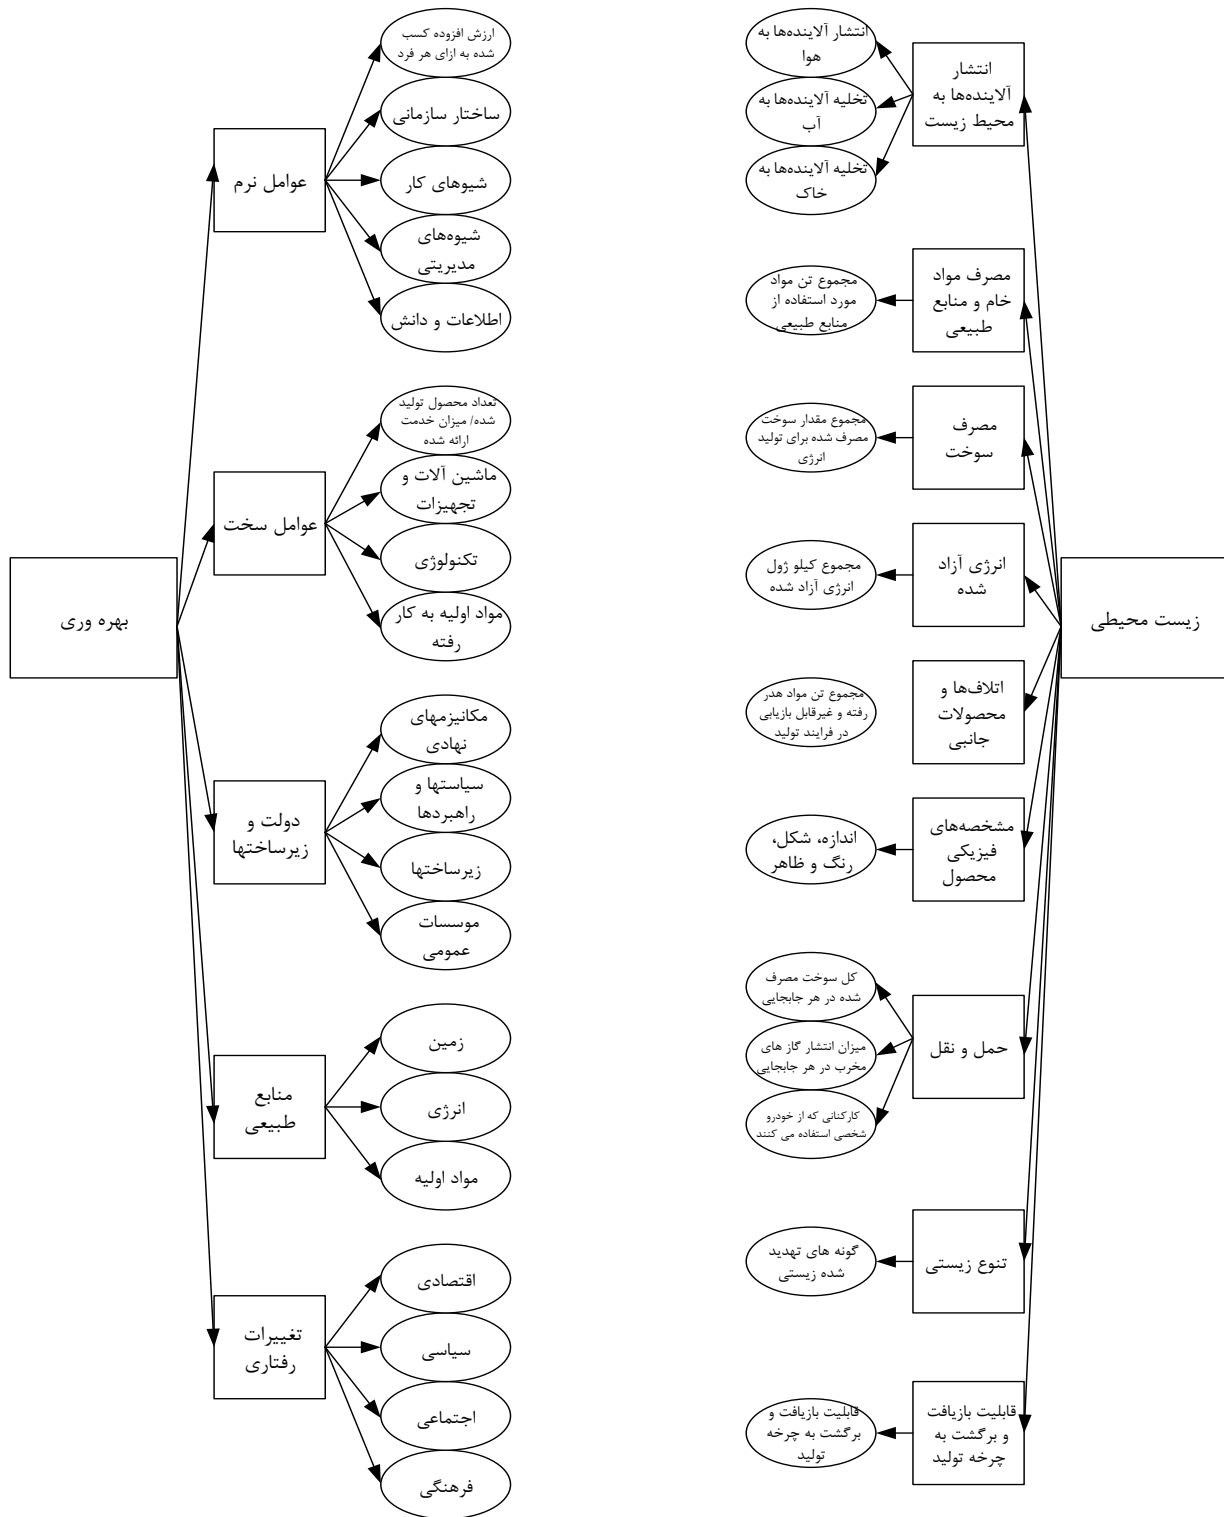 زیست محیطی
انتشار
آلاینده‌ها به
محیط زیست
انتشار آلاینده‌ها به
هوا
تخلیه آلاینده‌ها به
آب
تخلیه آلاینده‌ها به
خاک
مصرف مواد
خام و منابع
طبیعی
مجموع تن مواد
مورد استفاده از
منابع طبیعی
مصرف
سوخت
مجموع مقدار سوخت
مصرف شده برای تولید
انرژی
انرژی آزاد
شده
مجموع کیلو ژول
انرژی آزاد شده
اتلاف‌ها و
محصولات
جانبی
مجموع تن مواد هدر
رفته و غیرقابل بازیابی
در فرایند تولید
مشخصه‌های
فیزیکی
محصول
اندازه، شکل،
رنگ و ظاهر
حمل و نقل
کل سوخت مصرف
شده در هر جابجایی
میزان انتشار گاز های
مخرب در هر جابجایی
کارکنانی که از خودرو
شخصی استفاده می کنند
تنوع زیستی
گونه های تهدید
شده زیستی
قابلیت بازیافت
و برگشت به
چرخه تولید
قابلیت بازیافت و
برگشت به چرخه
تولید
بهره وری
عوامل نرم
ارزش افزوده کسب
شده به ازای هر فرد
ساختار سازمانی
شیوهای کار
شیوه‌های
مدیریتی
اطلاعات و دانش
عوامل سخت
تعداد محصول تولید
شده/ میزان خدمت
ارائه شده
ماشین آلات و
تجهیزات
تکنولوژی
مواد اولیه به کار
رفته
دولت و
زیرساختها
مکانیزمهای
نهادی
سیاستها و
راهبردها
زیرساختها
موسسات
عمومی
منابع
طبیعی
زمین
انرژی
مواد اولیه
تغییرات
رفتاری
اقتصادی
سیاسی
اجتماعی
فرهنگی